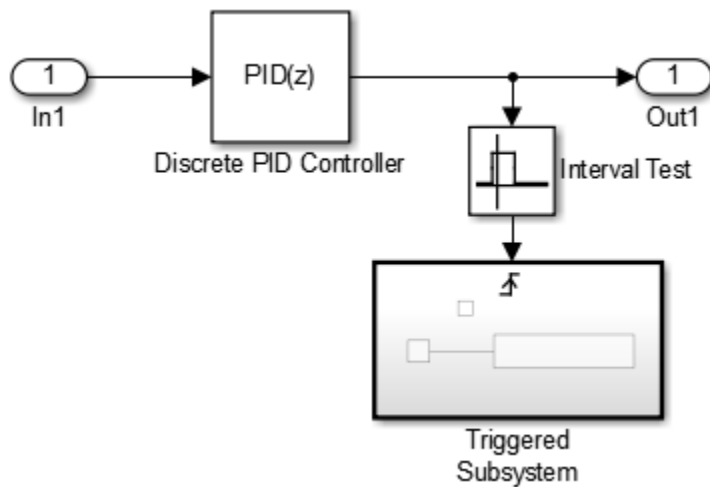 1
In1
PID(z)
Discrete PID Controller
1
Out1
Interval Test
Triggered
Subsystem